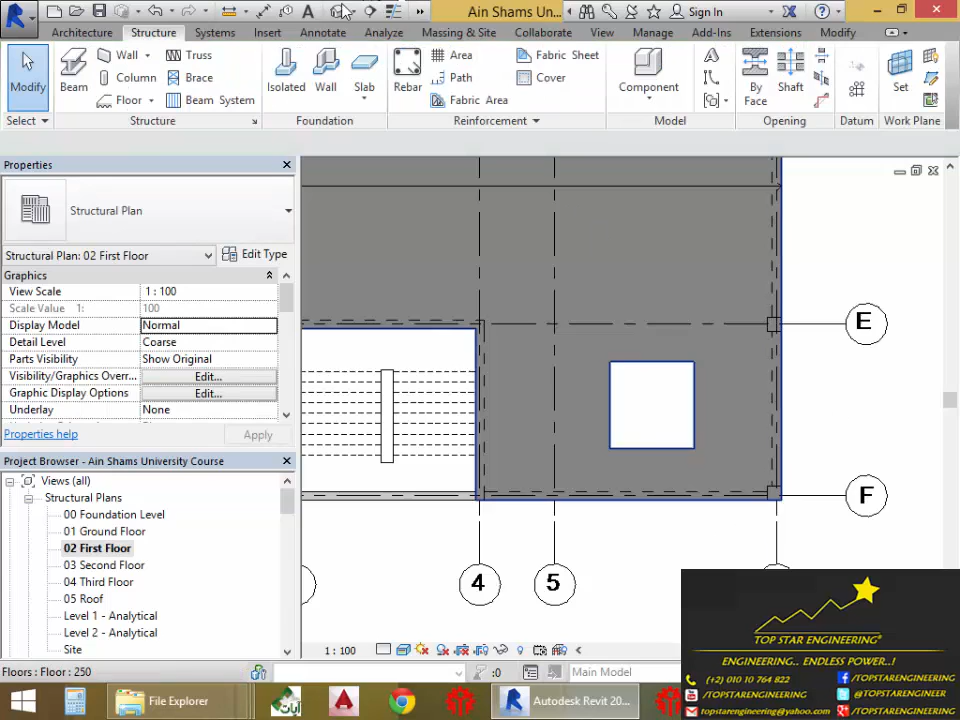 Ain Shams Un...
Sign In
Architecture Structure Systems Insert Annotate Analyze Massing & Site Collaborate View Manage Add-Ins Extensions Modify
Modify
Beam
Wall
Column
Floor
Truss
Brace
Beam System
Isolated
Wall
Slab
Rebar
Area
Path
Fabric Area
Fabric Sheet
Cover
Component
By
Face
Shaft
Set
Select
Structure
Foundation
Reinforcement
Model
Opening
Datum
Work Plane
Properties
Structural Plan
Structural Plan: 02 First Floor
Edit Type
Graphics
View Scale 1 : 100
Scale Value 1: 100
Display Model Normal
Detail Level Coarse
Parts Visibility Show Original
Visibility/Graphics Overr... Edit...
Graphic Display Options Edit...
Underlay None
Properties help
Apply
Project Browser - Ain Shams University Course
Views (all)
Structural Plans
00 Foundation Level
01 Ground Floor
02 First Floor
03 Second Floor
04 Third Floor
05 Roof
Level 1 - Analytical
Level 2 - Analytical
Site
E
F
4
5
1 : 100
Floors : Floor : 250
:0
Main Model
File Explorer
Autodesk Revit 20...
TOP STAR ENGINEERING®
ENGINEERING.. ENDLESS POWER..!
(+2) 010 10 764 822
/TOPSTARENGINEERING
/TOPSTARENGINEERING
@TOPSTARENGINEER
topstarengineering@yahoo.com
/TOPSTARENGINEERING